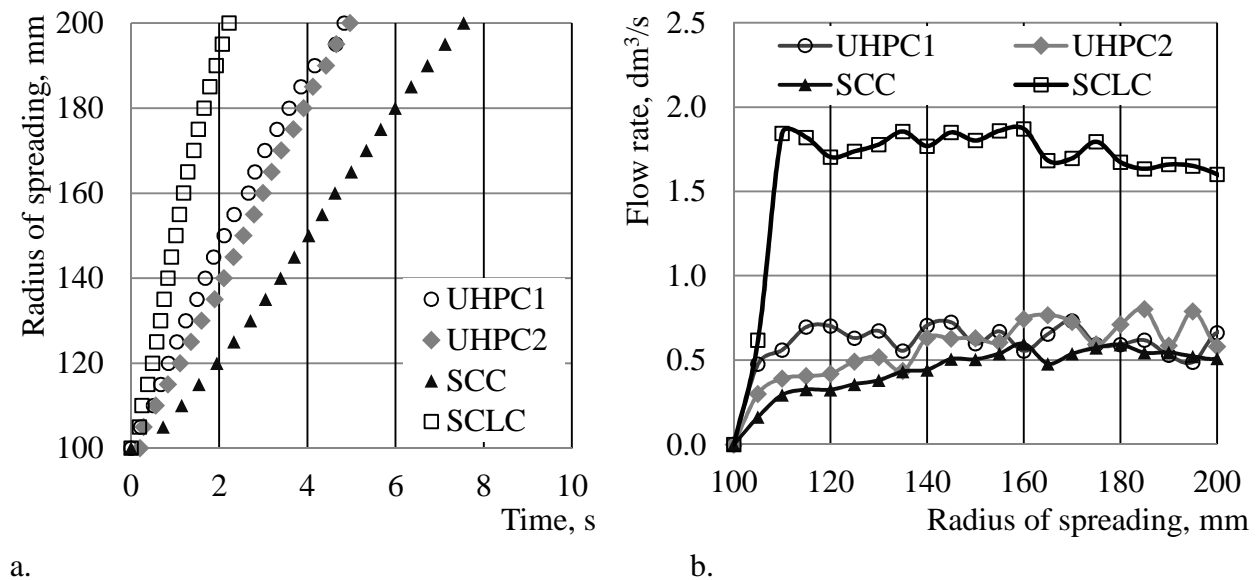 Radius of spreading, mm
200
180
160
140
120
100
UHPC1
UHPC2
SCC
SCLC
0 2 4 6 8 10
Time, s
a.
Flow rate, dm³/s
2.5
2.0
1.5
1.0
0.5
0.0
UHPC1 UHPC2
SCC SCLC
100 120 140 160 180 200
Radius of spreading, mm
b.